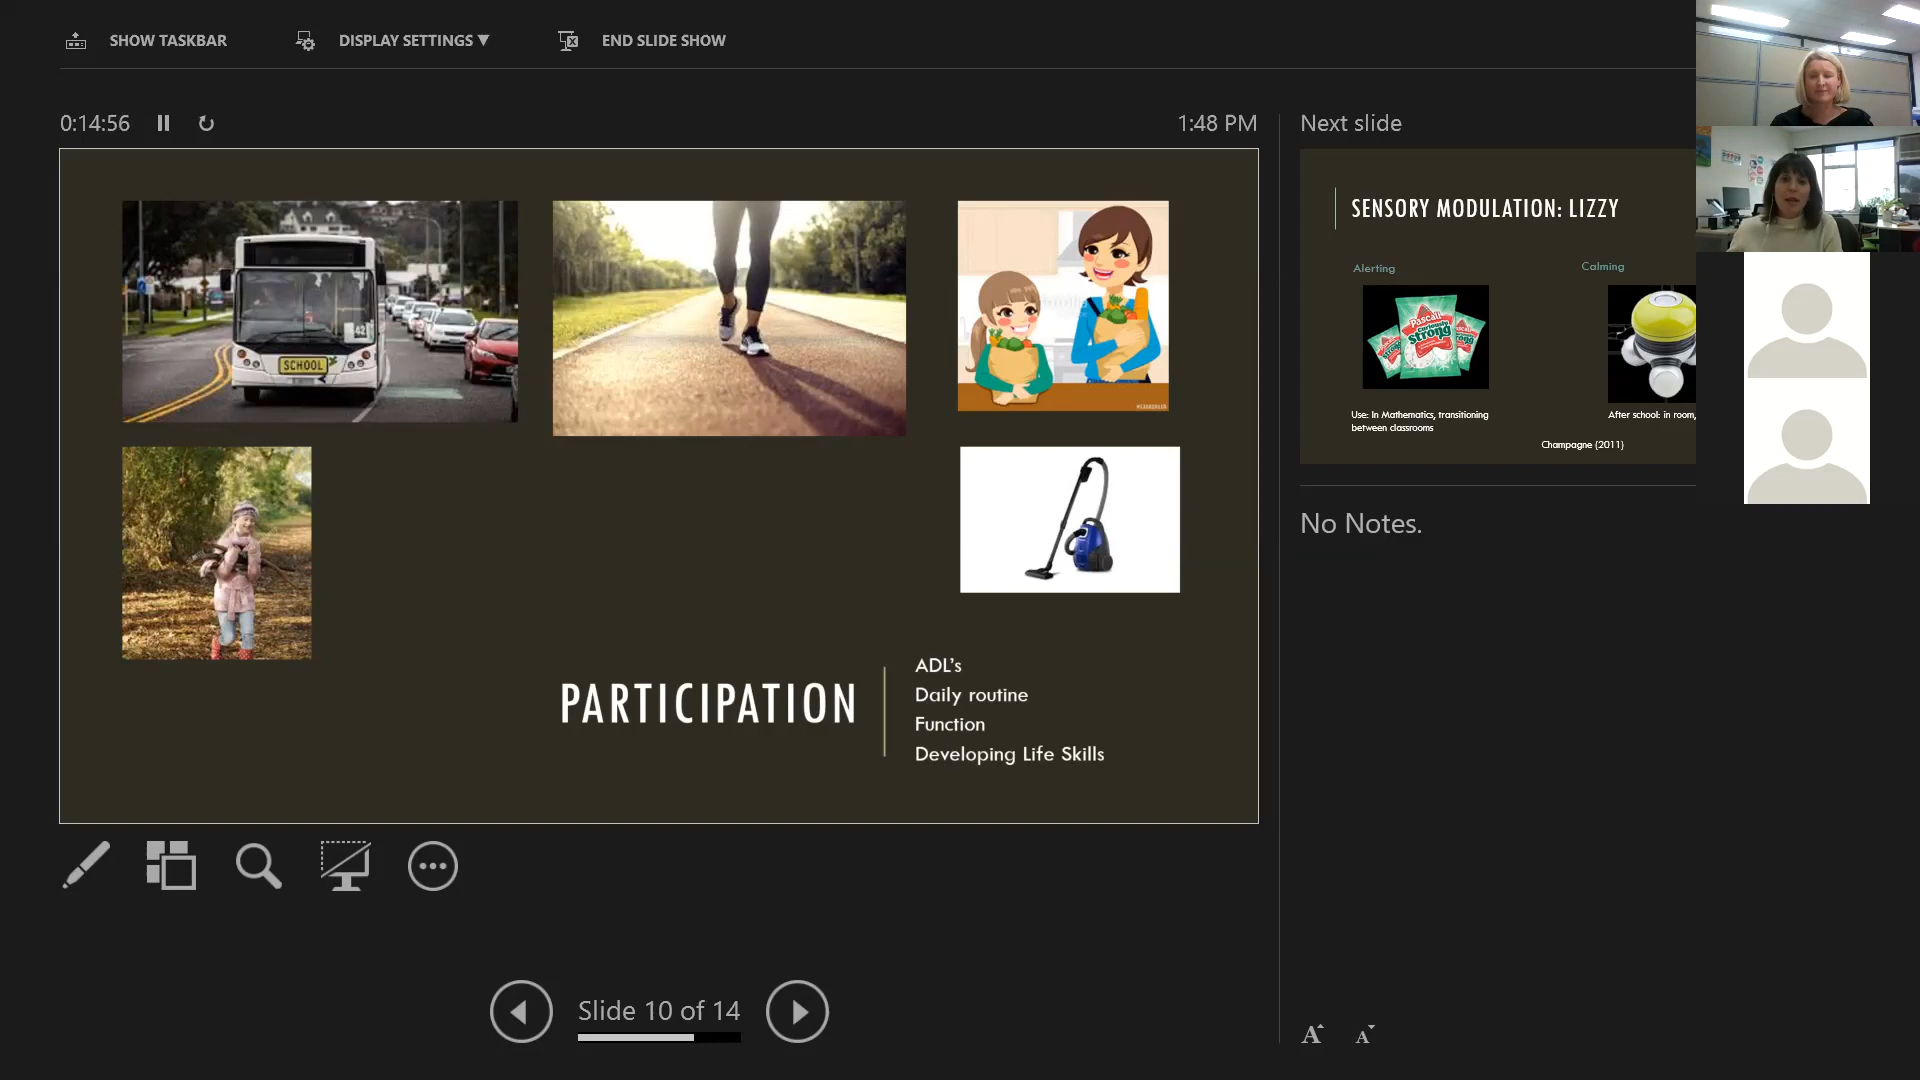 SHOW TASKBAR
DISPLAY SETTINGS ▼
END SLIDE SHOW
0:14:56
1:48 PM
Next slide
42
SCHOOL
PARTICIPATION
ADL's
Daily routine
Function
Developing Life Skills
SENSORY MODULATION: LIZZY
Alerting
Calming
Pascall
curiously
strong
Use: In Mathematics, transitioning
between classrooms
After school: in room,
Champagne (2011)
No Notes.
Slide 10 of 14
A
A